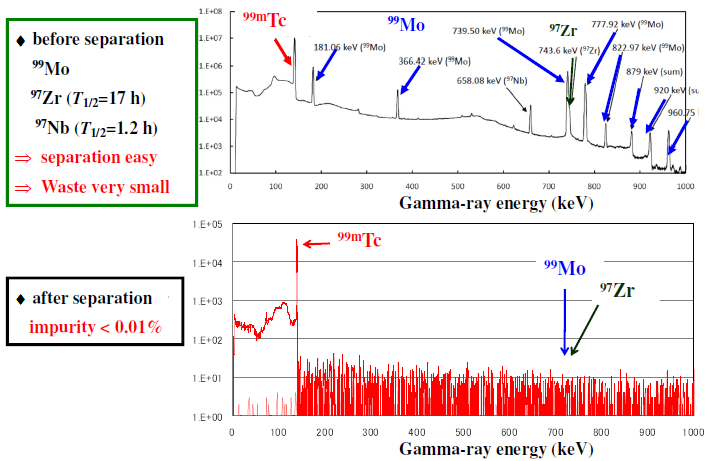 ♦ before separation
⁹⁹Mo
⁹⁷Zr (T₁/₂=17 h)
⁹⁷Nb (T₁/₂=1.2 h)
⇒ separation easy
⇒ Waste very small
1.E+08
1.E+07
1.E+06
1.E+05
1.E+04
1.E+03
1.E+02
⁹⁹ᵐTc
181.06 keV (⁹⁹Mo)
⁹⁹Mo
366.42 keV (⁹⁹Mo)
739.50 keV (⁹⁹Mo)
⁹⁷Zr
743.6 keV (⁹⁷Zr)
658.08 keV (⁹⁷Nb)
777.92 keV (⁹⁹Mo)
822.97 keV (⁹⁹Mo)
879 keV (sum)
920 keV (su
960.75
0 100 200 300 400 500 600 700 800 900 1000
Gamma-ray energy (keV)
♦ after separation
impurity < 0.01%
1.E+05
1.E+04
1.E+03
1.E+02
1.E+01
1.E+00
⁹⁹ᵐTc
⁹⁹Mo
⁹⁷Zr
0 100 200 300 400 500 600 700 800 900 1000
Gamma-ray energy (keV)